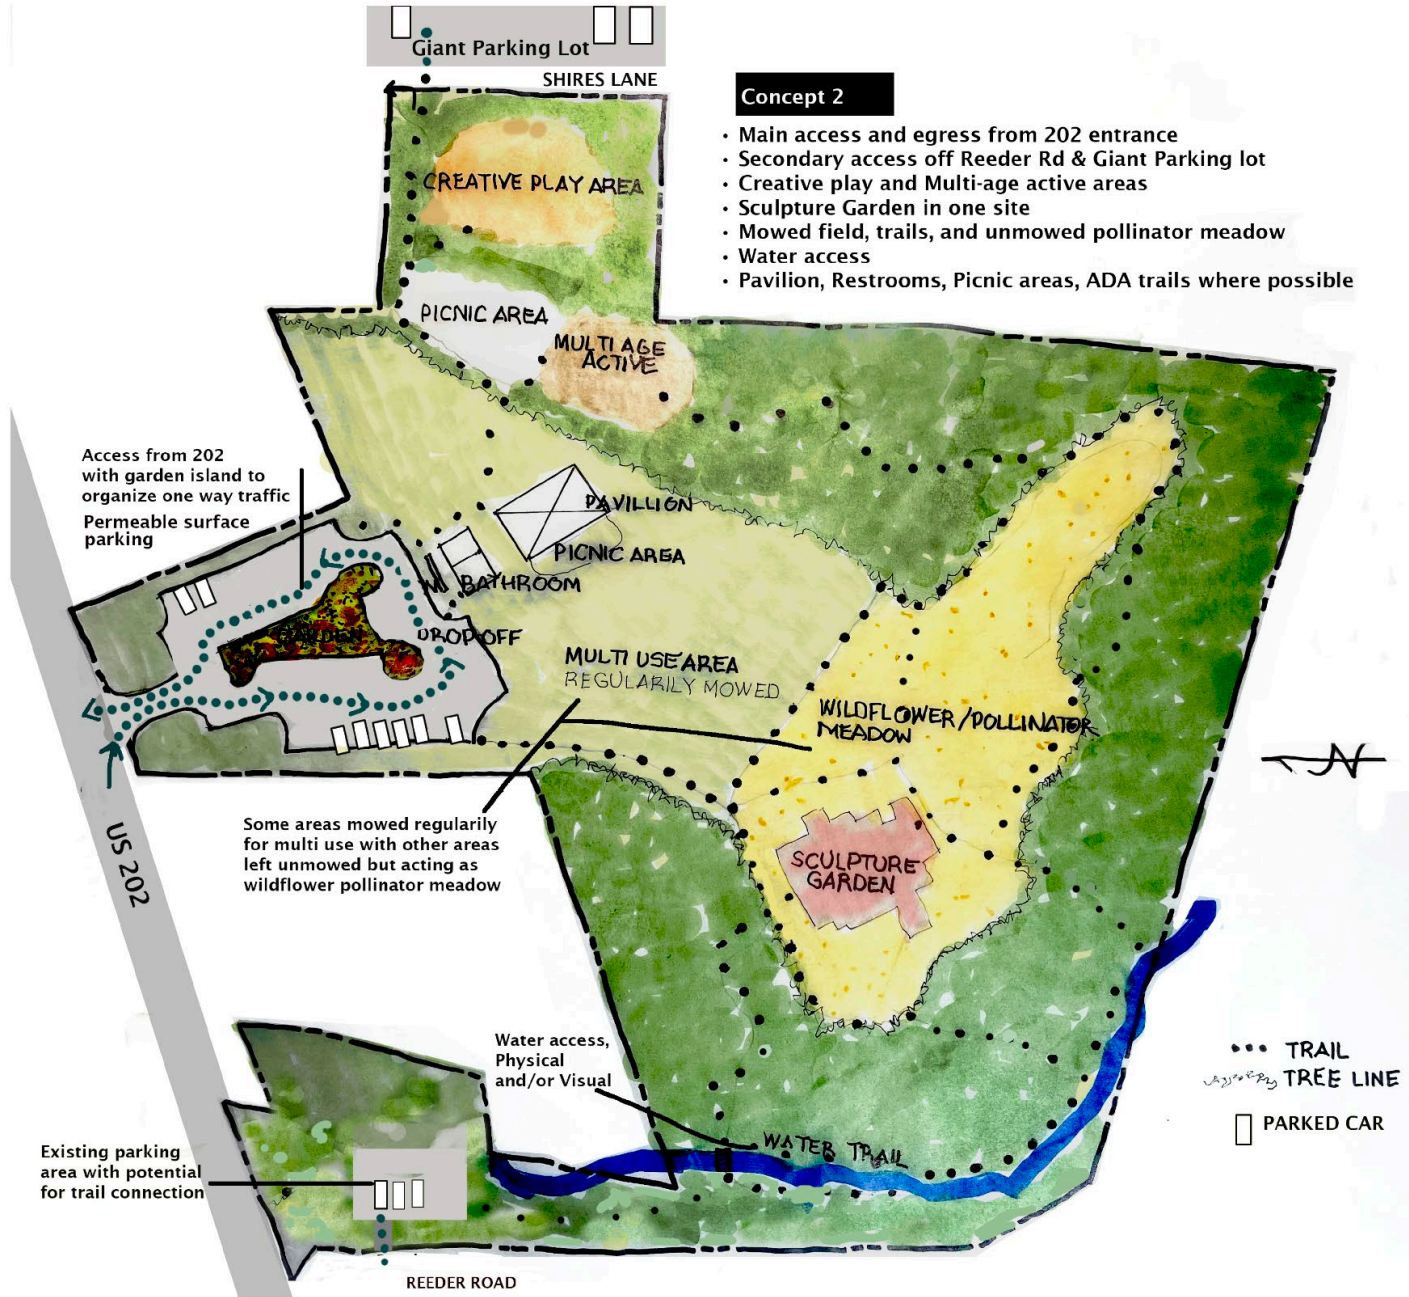 Giant Parking Lot
SHIRES LANE
Concept 2
• Main access and egress from 202 entrance
• Secondary access off Reeder Rd & Giant Parking lot
• Creative play and Multi-age active areas
• Sculpture Garden in one site
• Mowed field, trails, and unmowed pollinator meadow
• Water access
• Pavilion, Restrooms, Picnic areas, ADA trails where possible
CREATIVE PLAY AREA
PICNIC AREA
MULTI AGE
ACTIVE
Access from 202
with garden island to
organize one way traffic
Permeable surface
parking
PAVILLION
PICNIC AREA
BATHROOM
GARDEN
DROP OFF
MULTI USE AREA
REGULARILY MOWED
WILDFLOWER/POLLINATOR
MEADOW
N
US 202
Some areas mowed regularily
for multi use with other areas
left unmowed but acting as
wildflower pollinator meadow
SCULPTURE
GARDEN
Water access,
Physical
and/or Visual
WATER TRAIL
TRAIL
TREE LINE
PARKED CAR
Existing parking
area with potential
for trail connection
REEDER ROAD